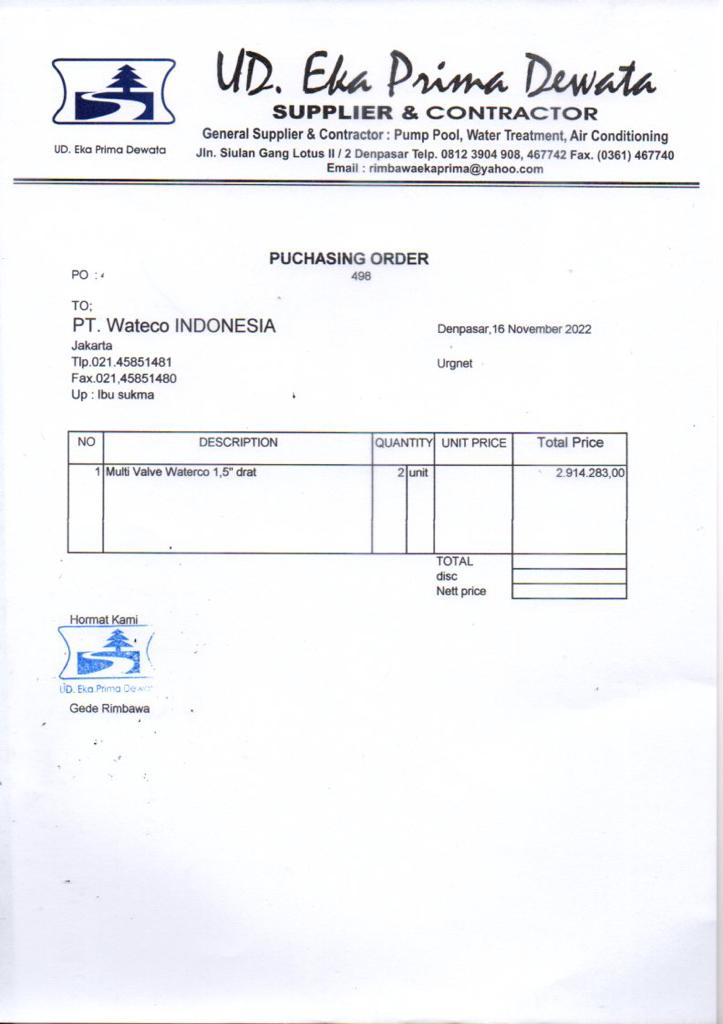 UD. Eka Prima Dewata
SUPPLIER & CONTRACTOR
General Supplier & Contractor : Pump Pool, Water Treatment, Air Conditioning
UD. Eka Prima Dewata
Jln. Siulan Gang Lotus II / 2 Denpasar Telp. 0812 3904 908, 467742 Fax. (0361) 467740
Email : rimbawaekaprima@yahoo.com
PUCHASING ORDER
PO :
498
TO;
PT. Wateco INDONESIA
Denpasar,16 November 2022
Jakarta
Tlp.021.45851481
Urgnet
Fax.021,45851480
Up : Ibu sukma
NO DESCRIPTION QUANTITY UNIT PRICE Total Price
1 Multi Valve Waterco 1,5" drat 2 unit 2.914.283,00
TOTAL
disc
Nett price
Hormat Kami
UD. Eka Prima Dewata
Gede Rimbawa